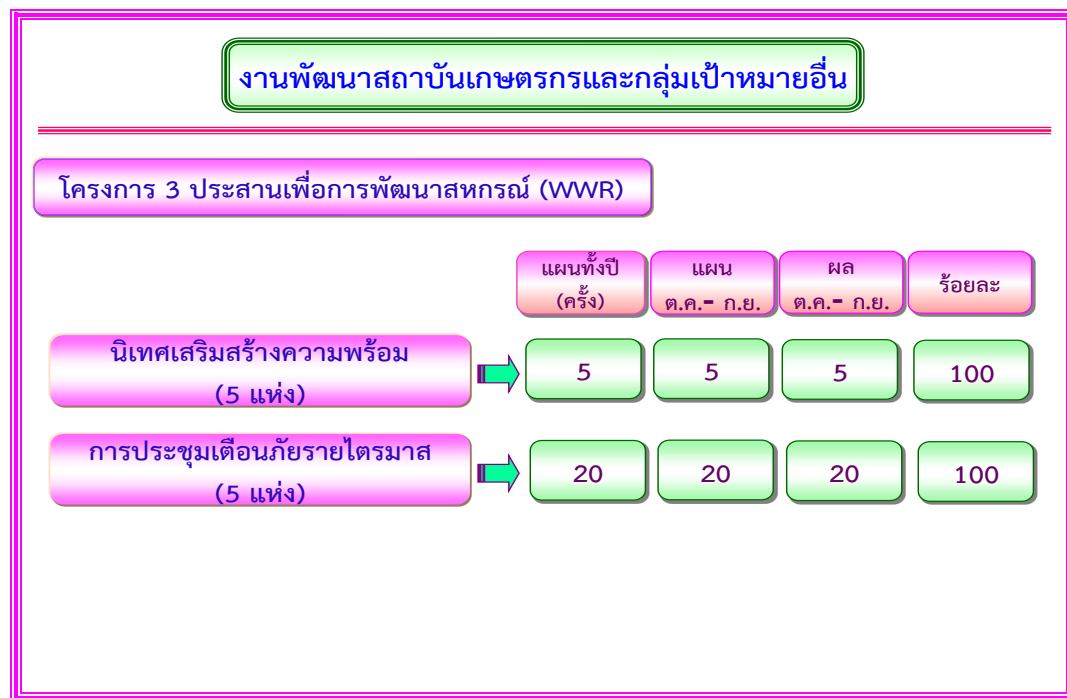 งานพัฒนาสถาบันเกษตรกรและกลุ่มเป้าหมายอื่น
โครงการ 3 ประสานเพื่อการพัฒนาสหกรณ์ (WWR)
แผนทั้งปี
(ครั้ง)
แผน
ต.ค.- ก.ย.
ผล
ต.ค.- ก.ย.
ร้อยละ
นิเทศเสริมสร้างความพร้อม
(5 แห่ง)
5 5 5 100
การประชุมเตือนภัยรายไตรมาส
(5 แห่ง)
20 20 20 100